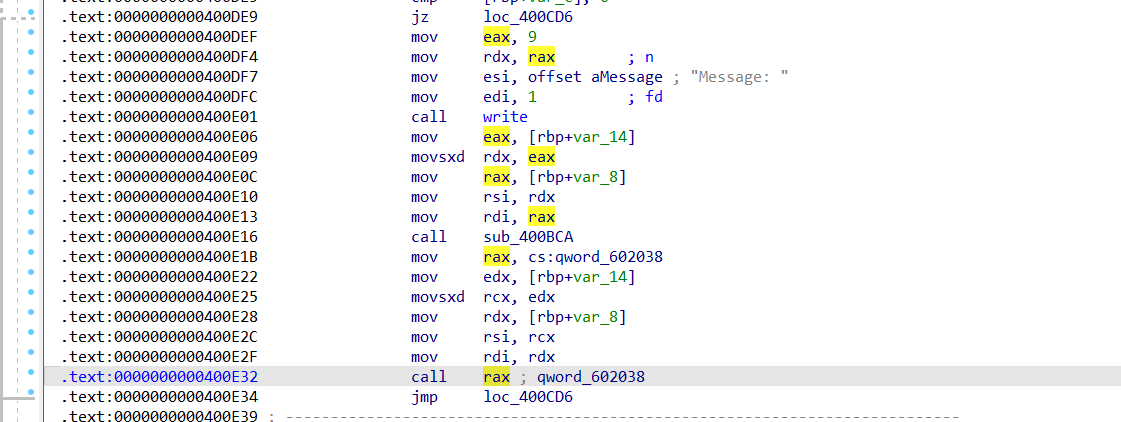 .text:0000000000400DE9 jz loc_400CD6
.text:0000000000400DEF mov eax, 9
.text:0000000000400DF4 mov rdx, rax ; n
.text:0000000000400DF7 mov esi, offset aMessage ; "Message: "
.text:0000000000400DFC mov edi, 1 ; fd
.text:0000000000400E01 call write
.text:0000000000400E06 mov eax, [rbp+var_14]
.text:0000000000400E09 movsxd rdx, eax
.text:0000000000400E0C mov rax, [rbp+var_8]
.text:0000000000400E10 mov rsi, rdx
.text:0000000000400E13 mov rdi, rax
.text:0000000000400E16 call sub_400BCA
.text:0000000000400E1B mov rax, cs:qword_602038
.text:0000000000400E22 mov edx, [rbp+var_14]
.text:0000000000400E25 movsxd rcx, edx
.text:0000000000400E28 mov rdx, [rbp+var_8]
.text:0000000000400E2C mov rsi, rcx
.text:0000000000400E2F mov rdi, rdx
.text:0000000000400E32 call rax ; qword_602038
.text:0000000000400E34 jmp loc_400CD6
.text:0000000000400E39 ; ---------------------------------------------------------------------------